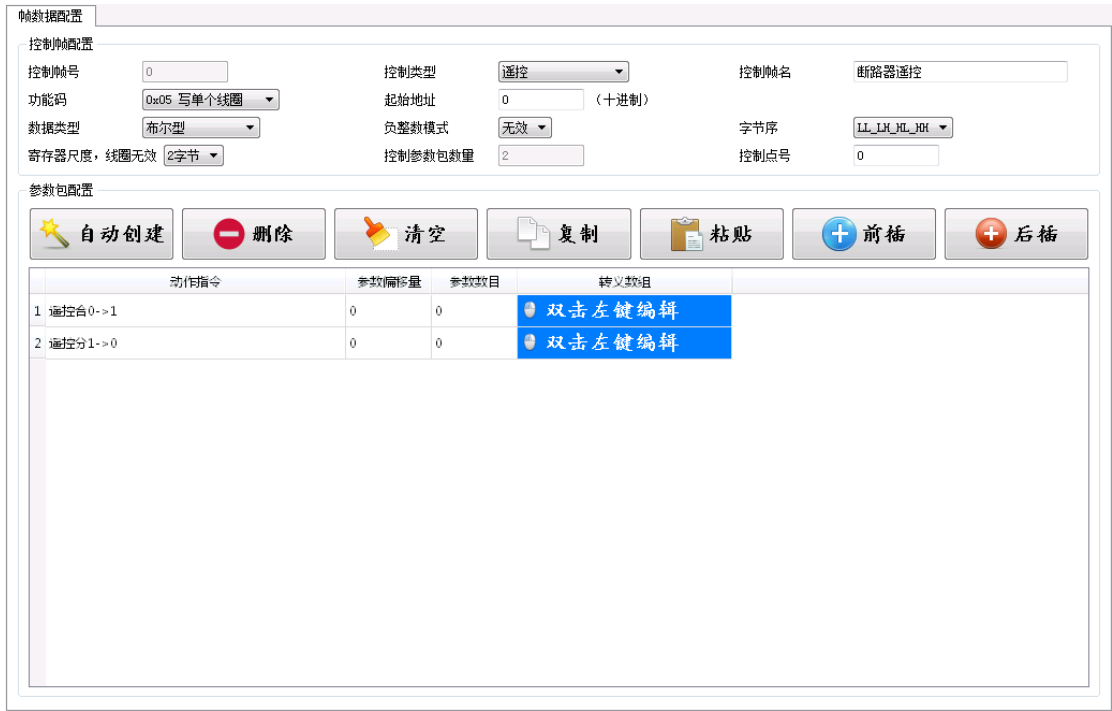 帧数据配置
控制帧配置
控制帧号 0 控制类型 遥控 控制帧名 断路器遥控
功能码 0x05 写单个线圈 起始地址 0 （十进制）
数据类型 布尔型 负整数模式 无效 字节序 LL_LH_HL_HH
寄存器尺度，线圈无效 2字节 控制参数包数量 2 控制点号 0
参数包配置
自动创建 删除 清空 复制 粘贴 前插 后插
动作指令 参数偏移量 参数数目 转义数组
1 遥控合0->1 0 0 双击左键编辑
2 遥控分1->0 0 0 双击左键编辑